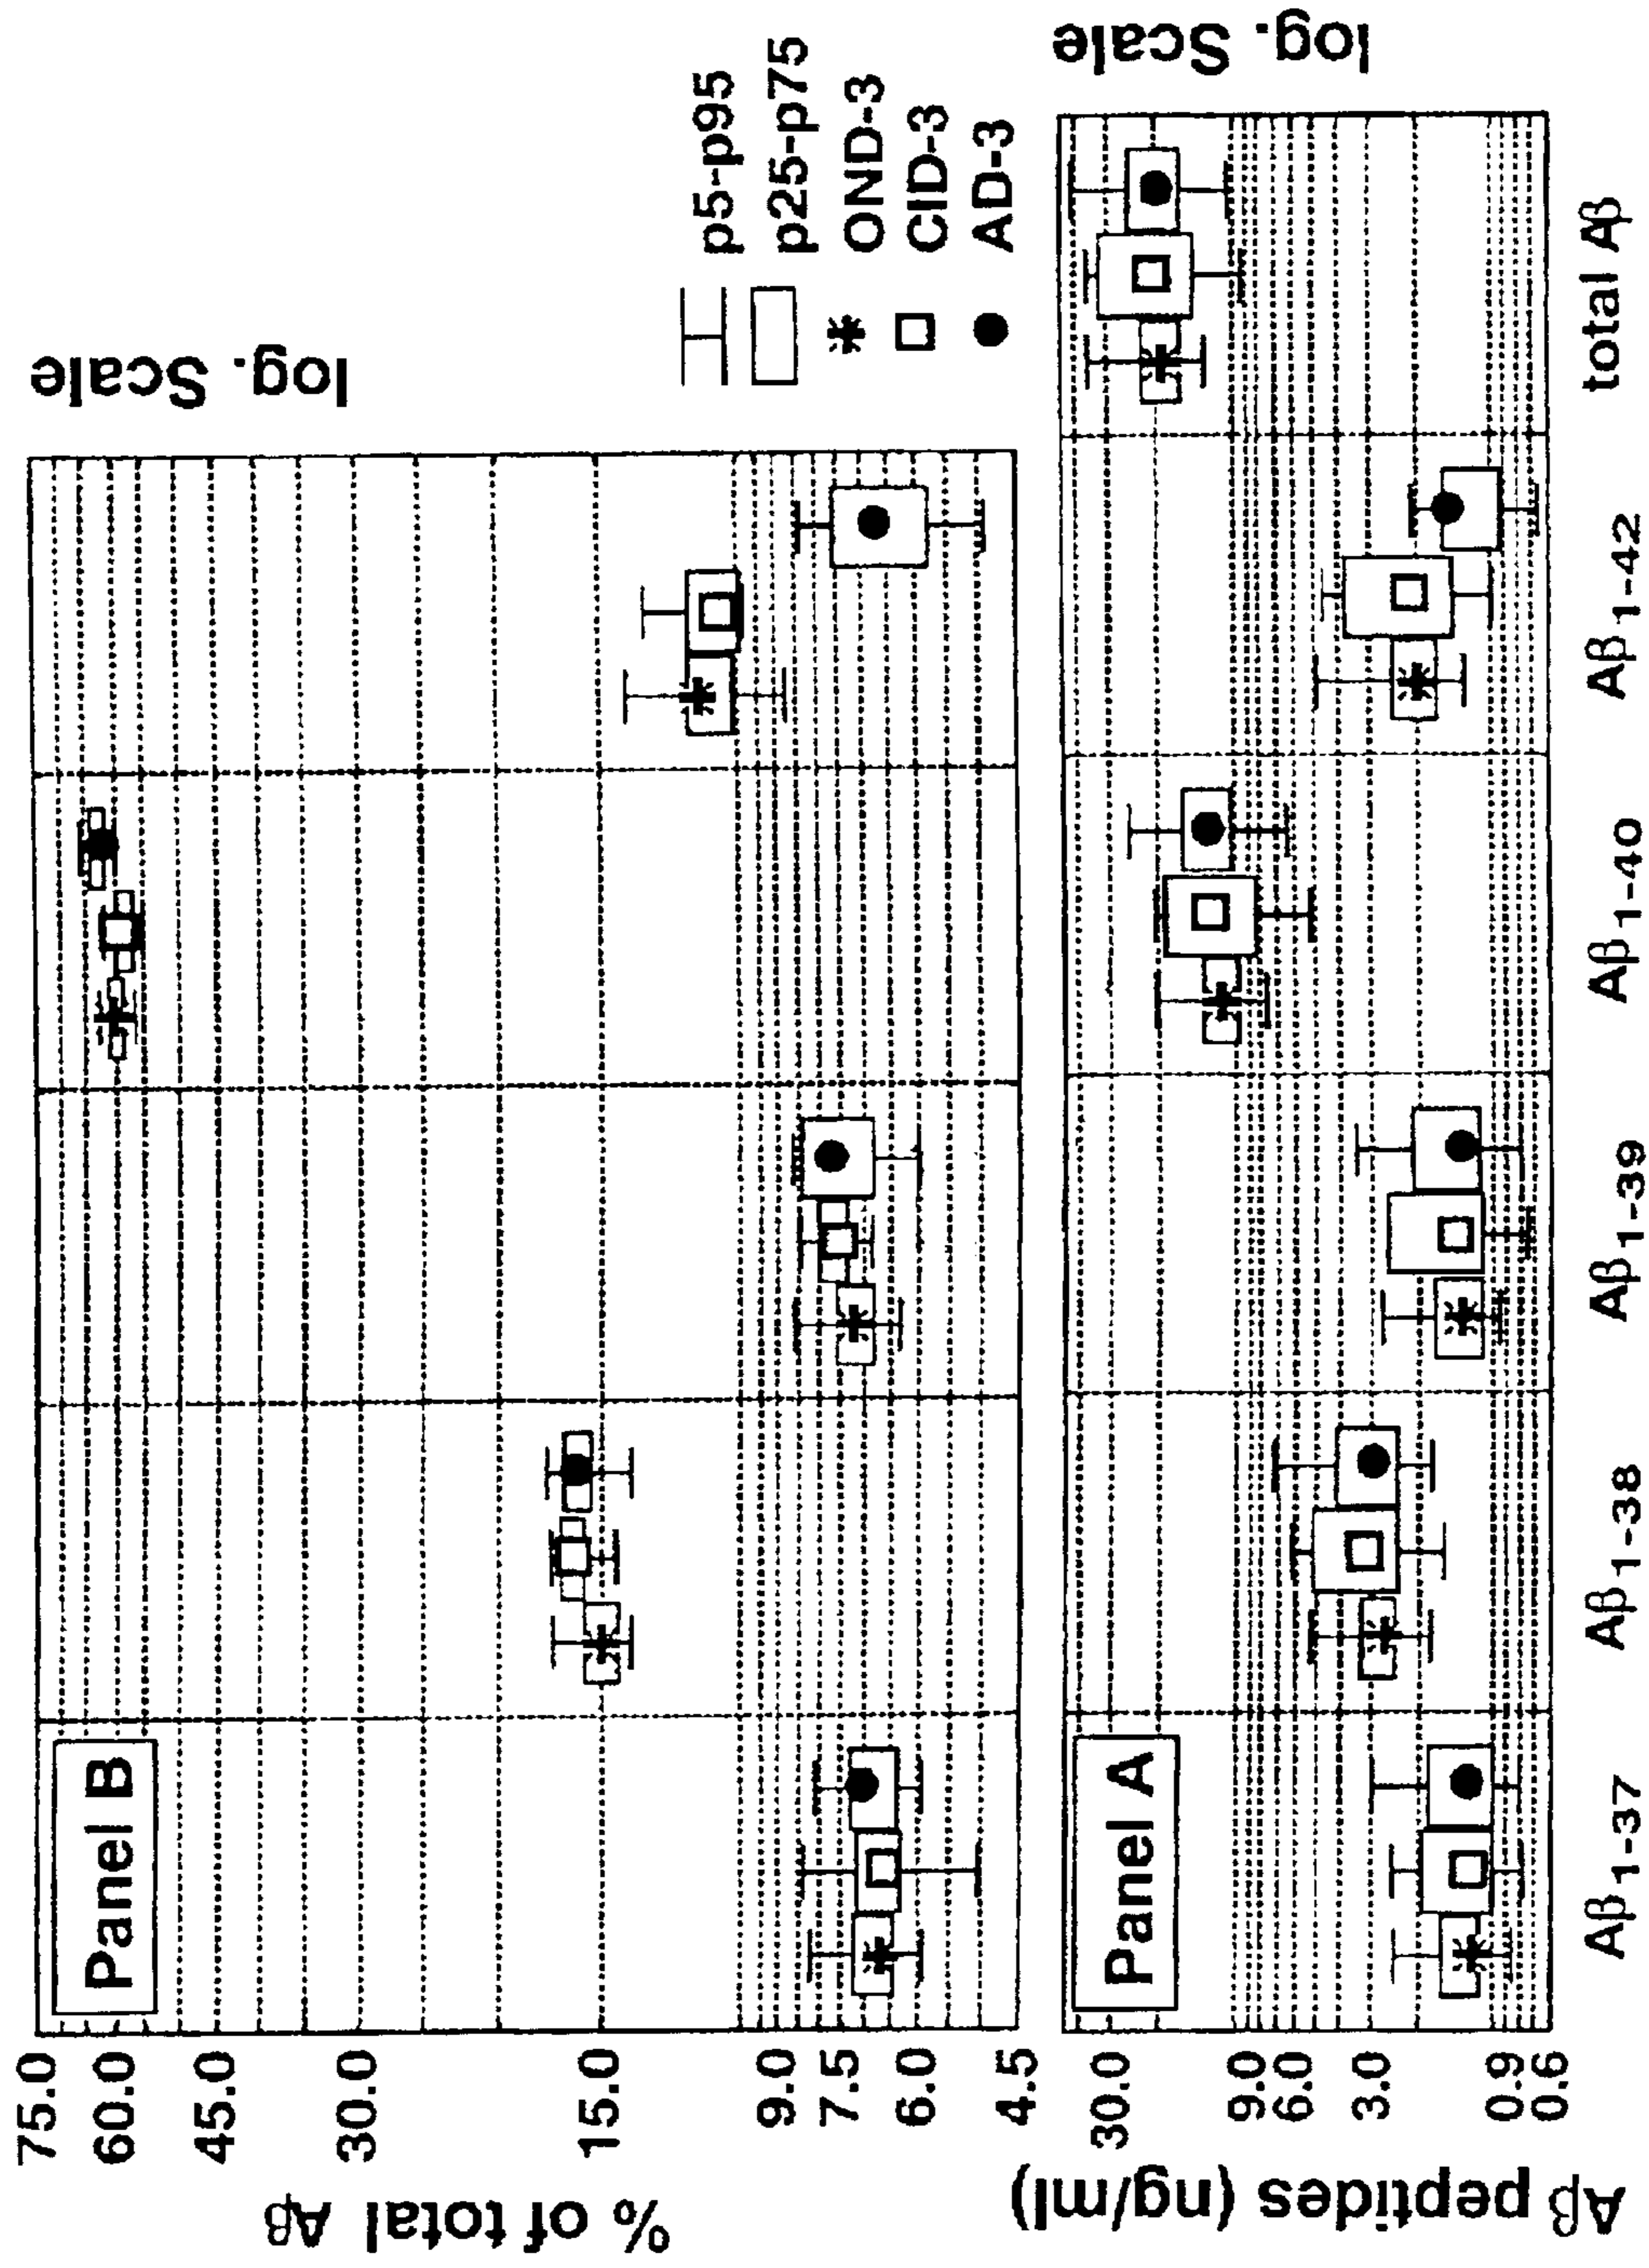 log. Scale
75.0
60.0
45.0
30.0
15.0
9.0
7.5
6.0
4.5
% of total Aβ
Panel B
p5-p95
p25-p75
OND-3
CID-3
AD-3
log. Scale
30.0
9.0
6.0
3.0
0.9
0.6
Aβ peptides (ng/ml)
Panel A
Aβ1-37
Aβ1-38
Aβ1-39
Aβ1-40
Aβ1-42
total Aβ